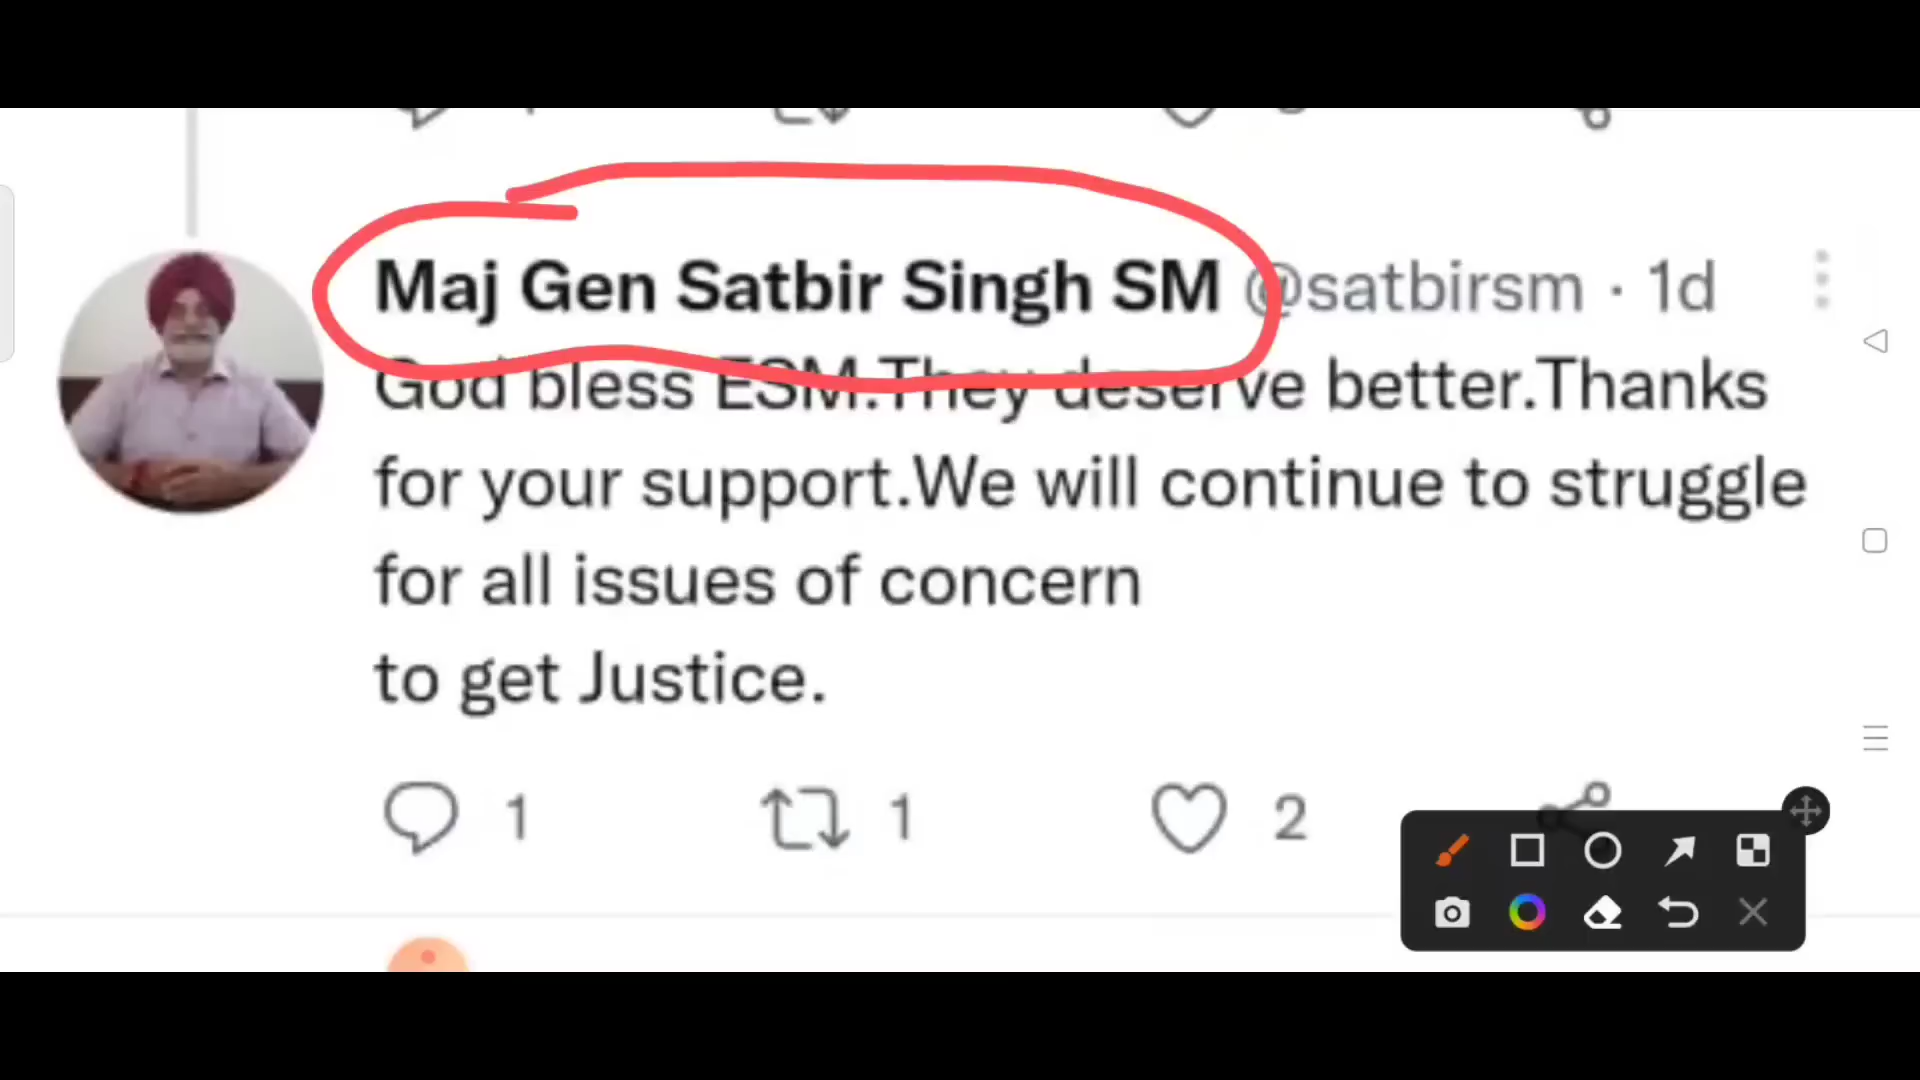 Maj Gen Satbir Singh SM @satbirsm · 1d
God bless ESM.They deserve better.Thanks
for your support.We will continue to struggle
for all issues of concern
to get Justice.
1 1 2